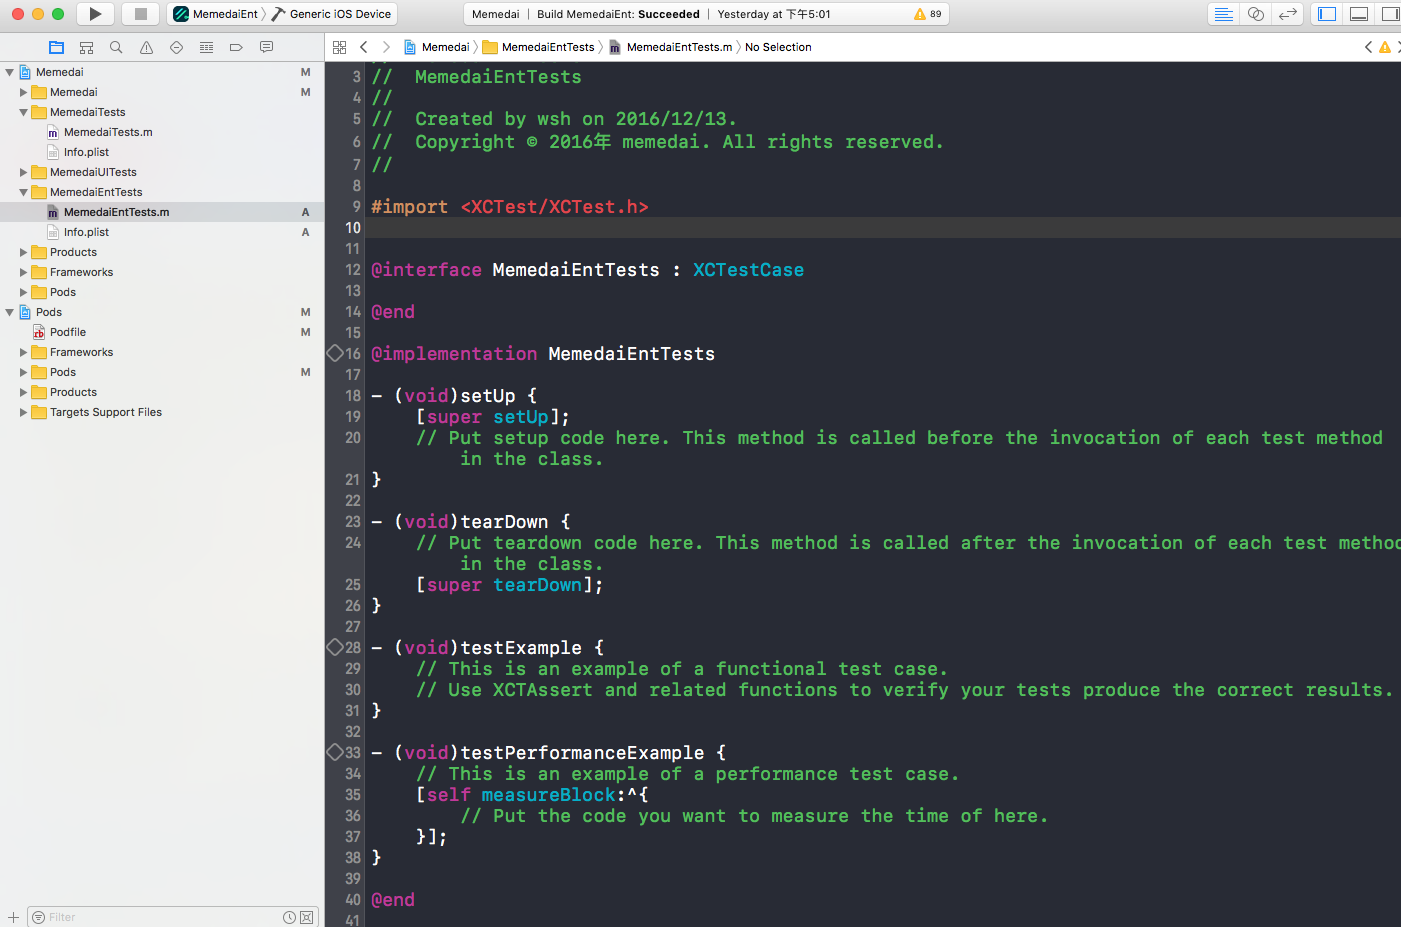 MemedaiEnt
Generic iOS Device
Memedai
Build MemedaiEnt: Succeeded
Yesterday at 下午5:01
89
Memedai
MemedaiEntTests
MemedaiEntTests.m
No Selection
Memedai M
Memedai M
MemedaiTests
m MemedaiTests.m
Info.plist
MemedaiUITests
MemedaiEntTests
m MemedaiEntTests.m A
Info.plist A
Products
Frameworks
Pods
Pods M
rb Podfile M
Frameworks
Pods M
Products
Targets Support Files
Filter
3 // MemedaiEntTests
4 //
5 // Created by wsh on 2016/12/13.
6 // Copyright © 2016年 memedai. All rights reserved.
7 //
8
9 #import <XCTest/XCTest.h>
10
11
12 @interface MemedaiEntTests : XCTestCase
13
14 @end
15
16 @implementation MemedaiEntTests
17
18 - (void)setUp {
19 [super setUp];
20 // Put setup code here. This method is called before the invocation of each test method
in the class.
21 }
22
23 - (void)tearDown {
24 // Put teardown code here. This method is called after the invocation of each test method
in the class.
25 [super tearDown];
26 }
27
28 - (void)testExample {
29 // This is an example of a functional test case.
30 // Use XCTAssert and related functions to verify your tests produce the correct results.
31 }
32
33 - (void)testPerformanceExample {
34 // This is an example of a performance test case.
35 [self measureBlock:^{
36 // Put the code you want to measure the time of here.
37 }];
38 }
39
40 @end
41